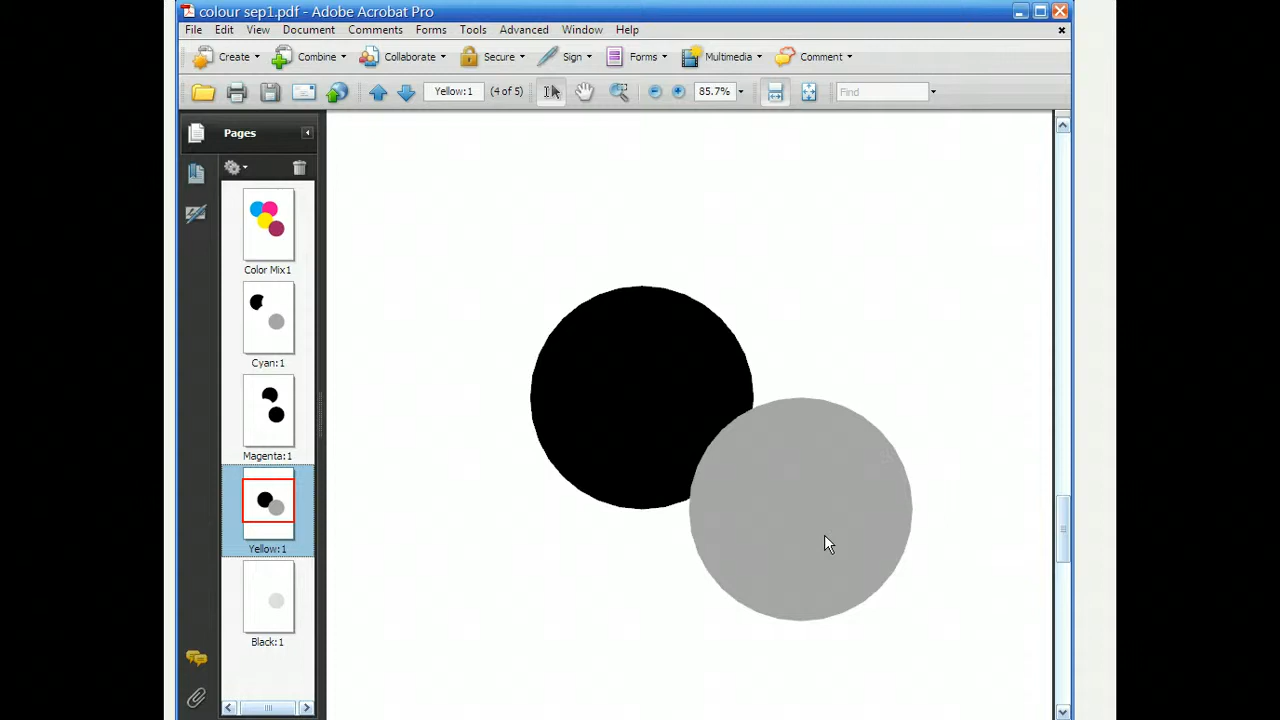 colour sep1.pdf - Adobe Acrobat Pro
File Edit View Document Comments Forms Tools Advanced Window Help
Create Combine Collaborate Secure Sign Forms Multimedia Comment
Yellow:1 (4 of 5) 85.7% Find
Pages
Color Mix1
Cyan:1
Magenta:1
Yellow:1
Black:1